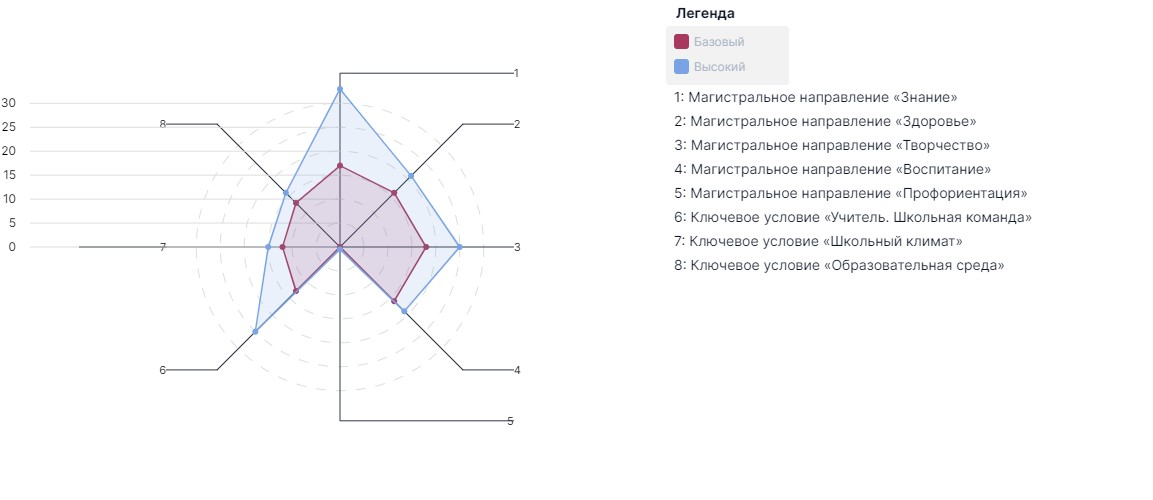 Легенда
Базовый
Высокий
1: Магистральное направление «Знание»
2: Магистральное направление «Здоровье»
3: Магистральное направление «Творчество»
4: Магистральное направление «Воспитание»
5: Магистральное направление «Профориентация»
6: Ключевое условие «Учитель. Школьная команда»
7: Ключевое условие «Школьный климат»
8: Ключевое условие «Образовательная среда»
30
25
20
15
10
5
0
1
2
3
4
5
6
7
8